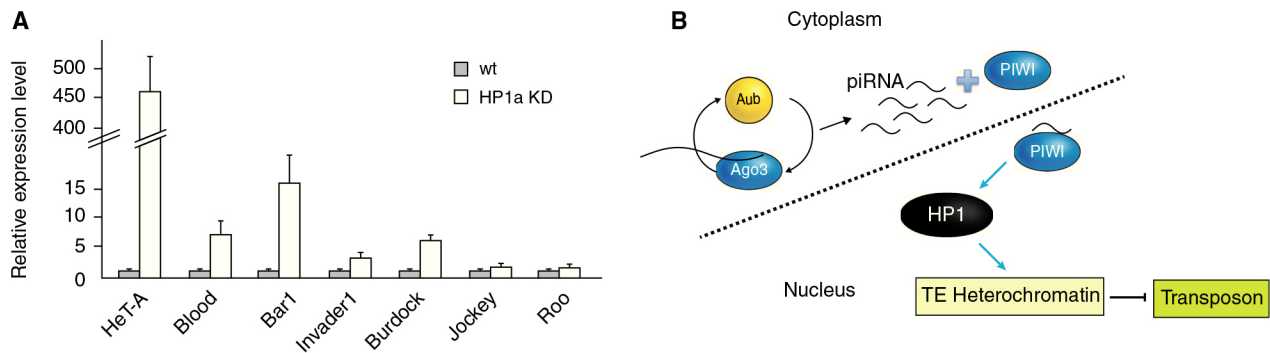 A
Relative expression level
500
450
400
15
10
5
0
wt
HP1a KD
HeT-A
Blood
Bar1
Invader1
Burdock
Jockey
Roo
B
Cytoplasm
Aub
Ago3
piRNA
PIWI
PIWI
HP1
Nucleus
TE Heterochromatin
Transposon